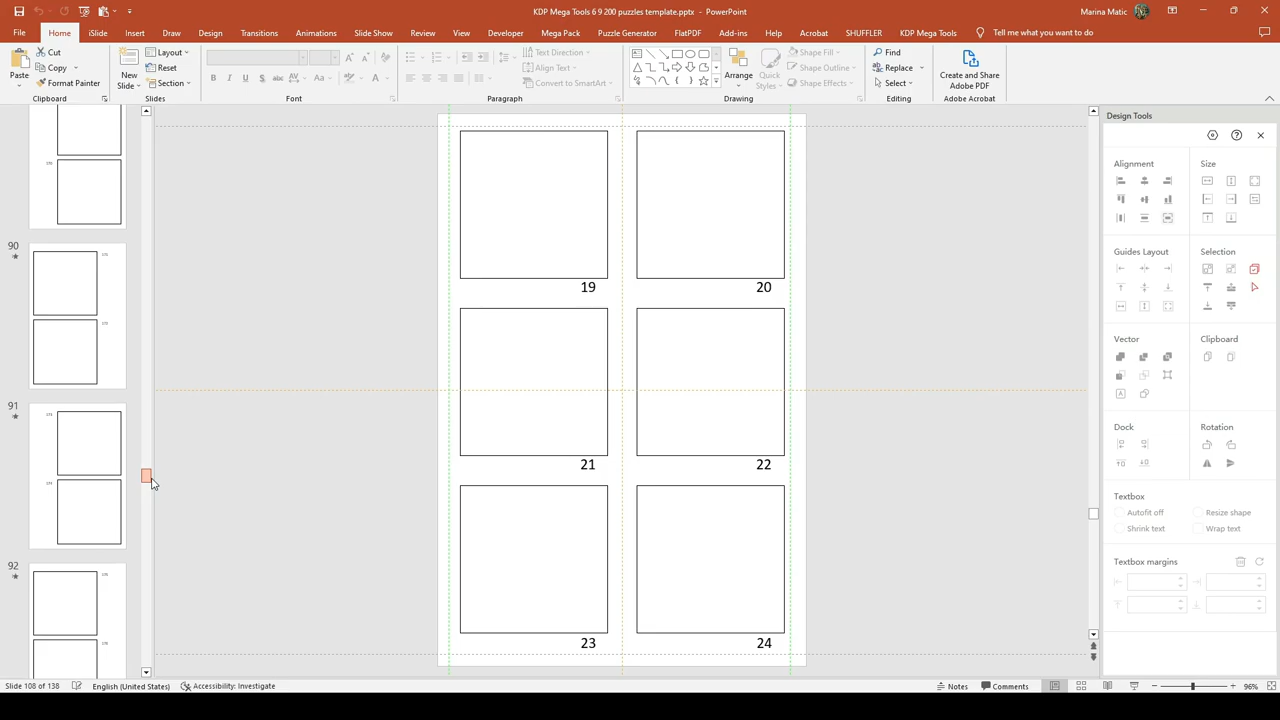 KDP Mega Tools 6 9 200 puzzles template.pptx - PowerPoint
Marina Matic
File Home iSlide Insert Draw Design Transitions Animations Slide Show Review View Developer Mega Pack Puzzle Generator FlatPDF Add-ins Help Acrobat SHUFFLER KDP Mega Tools Tell me what you want to do
Paste
Cut
Copy
Format Painter
Clipboard
New
Slide
Layout
Reset
Section
Slides
Font
Text Direction
Align Text
Convert to SmartArt
Paragraph
Arrange
Quick
Styles
Shape Fill
Shape Outline
Shape Effects
Drawing
Find
Replace
Select
Editing
Create and Share
Adobe PDF
Adobe Acrobat
90
91
92
19 20
21 22
23 24
Design Tools
Alignment Size
Guides Layout Selection
Vector Clipboard
Dock Rotation
Textbox
Autofit off Resize shape
Shrink text Wrap text
Textbox margins
Slide 108 of 138 English (United States) Accessibility: Investigate Notes Comments 96%